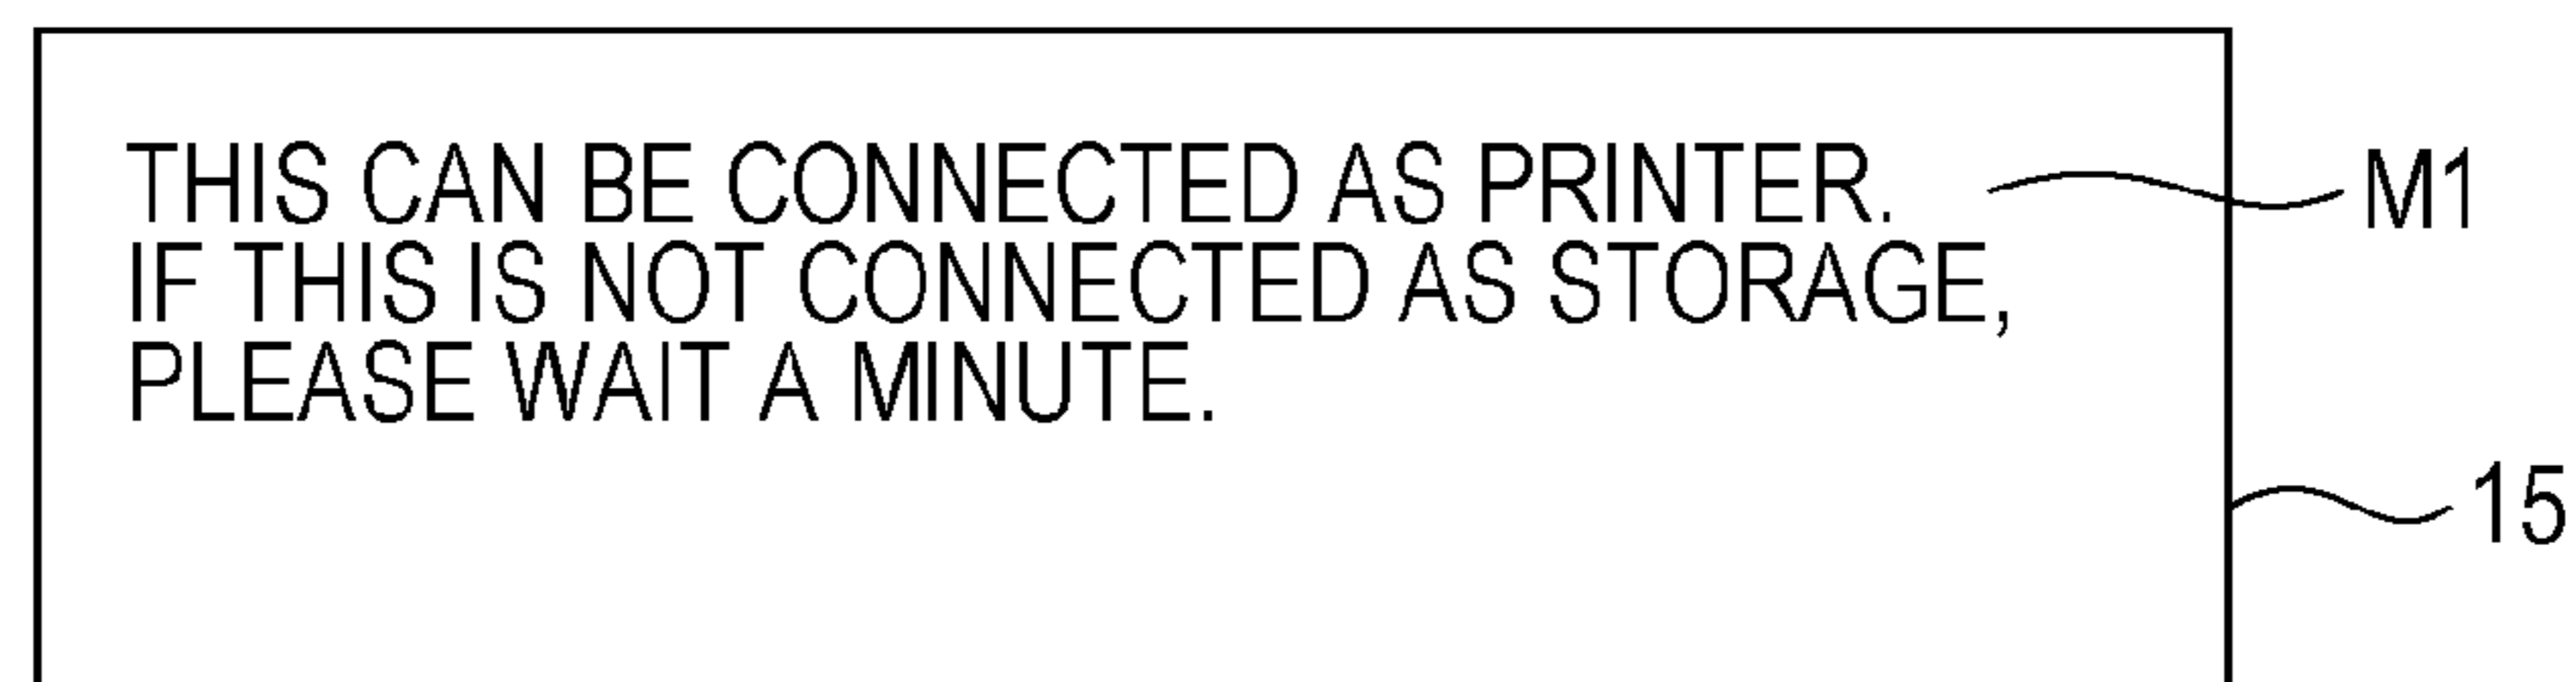 THIS CAN BE CONNECTED AS PRINTER.
IF THIS IS NOT CONNECTED AS STORAGE,
PLEASE WAIT A MINUTE.
M1
15